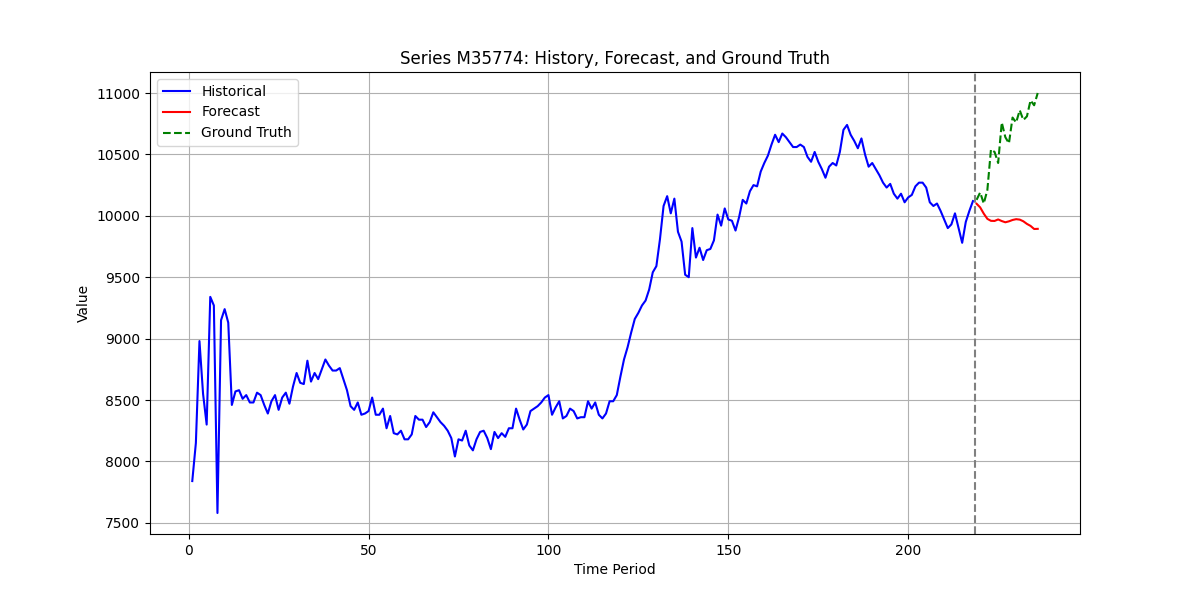 Series M35774: History, Forecast, and Ground Truth
Historical
Forecast
Ground Truth
11000
10500
10000
9500
9000
8500
8000
7500
Value
0 50 100 150 200
Time Period